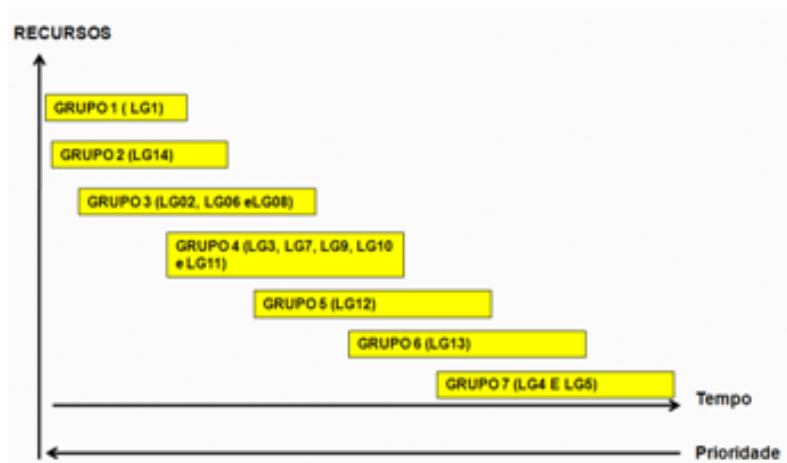 RECURSOS
GRUPO 1 ( LG1)
GRUPO 2 (LG14)
GRUPO 3 (LG02, LG06 eLG08)
GRUPO 4 (LG3, LG7, LG9, LG10
e LG11)
GRUPO 5 (LG12)
GRUPO 6 (LG13)
GRUPO 7 (LG4 E LG5)
Tempo
Prioridade